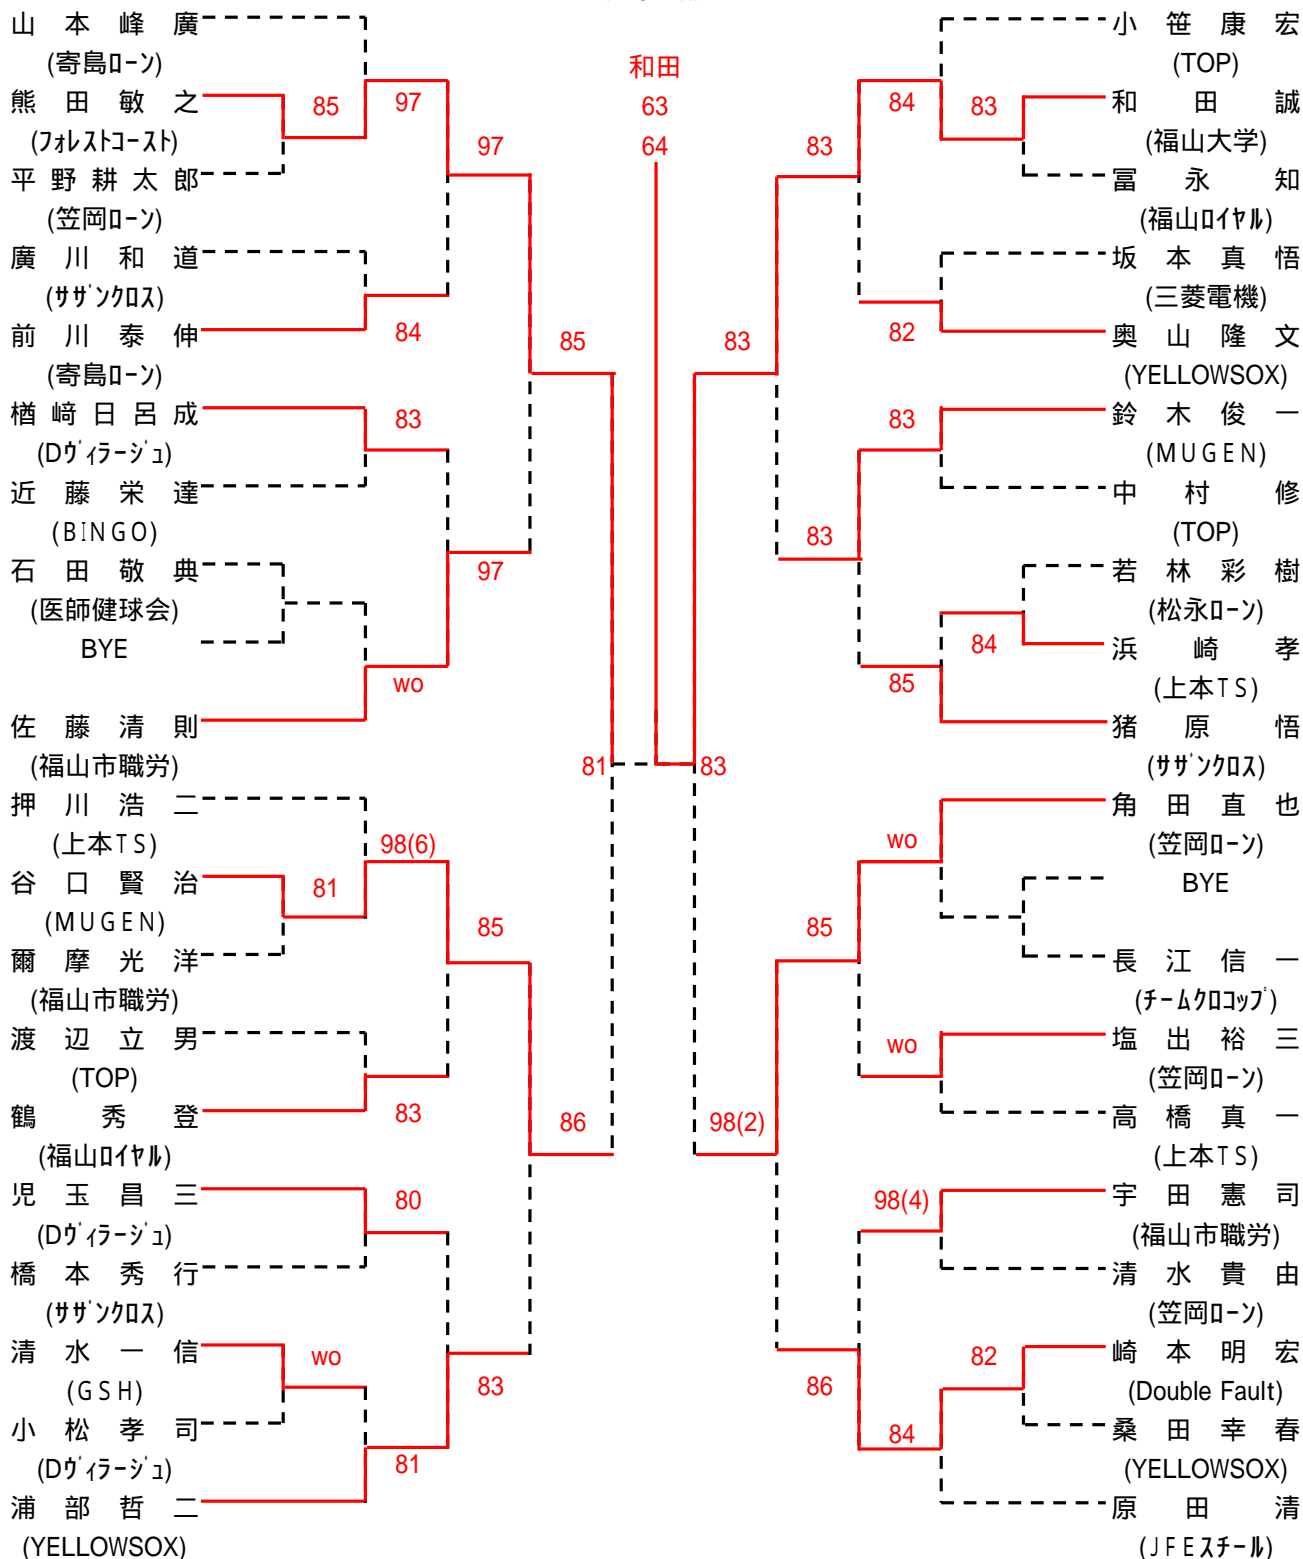 山本峰廣
(寄島ローン)
熊田敏之
(フォレストコースト)
平野耕太郎
(笠岡ローン)
廣川和道
(サザンクロス)
前川泰伸
(寄島ローン)
楢﨑日呂成
(Dヴィラージュ)
近藤栄達
(BINGO)
石田敬典
(医師健球会)
BYE
佐藤清則
(福山市職労)
押川浩二
(上本TS)
谷口賢治
(MUGEN)
爾摩光洋
(福山市職労)
渡辺立男
(TOP)
鶴秀登
(福山ロイヤル)
児玉昌三
(Dヴィラージュ)
橋本秀行
(サザンクロス)
清水一信
(GSH)
小松孝司
(Dヴィラージュ)
浦部哲二
(YELLOWSOX)
85
81
wo
97
84
83
wo
98(6)
83
80
81
97
97
85
83
85
86
81
和田
63
64
83
83
98(2)
83
83
85
86
84
82
83
85
wo
wo
98(4)
84
83
84
82
小笹康宏
(TOP)
和田誠
(福山大学)
冨永知
(福山ロイヤル)
坂本真悟
(三菱電機)
奥山隆文
(YELLOWSOX)
鈴木俊一
(MUGEN)
中村修
(TOP)
若林彩樹
(松永ローン)
浜崎孝
(上本TS)
猪原悟
(サザンクロス)
角田直也
(笠岡ローン)
BYE
長江信一
(チームクロコップ)
塩出裕三
(笠岡ローン)
高橋真一
(上本TS)
宇田憲司
(福山市職労)
清水貴由
(笠岡ローン)
崎本明宏
(Double Fault)
桑田幸春
(YELLOWSOX)
原田清
(JFEスチール)